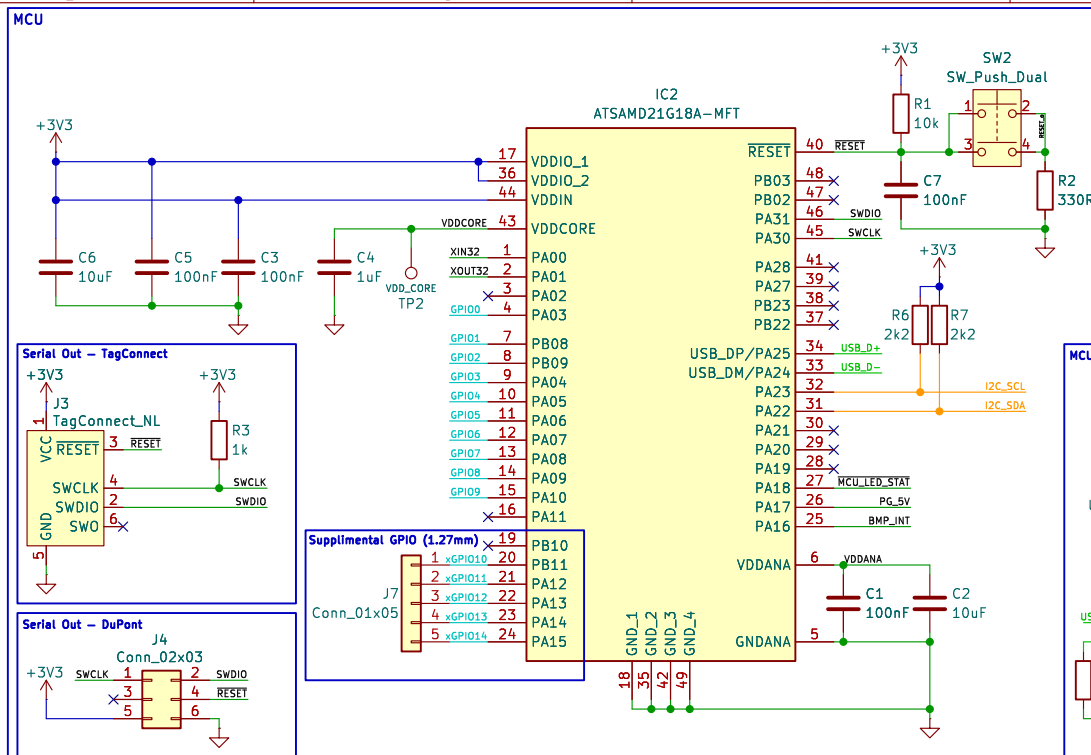 MCU
+3V3
SW2
SW_Push_Dual
IC2
ATSAMD21G18A-MFT
R1
10k
1
2
3
4
RESET_R
+3V3
17 VDDIO_1
36 VDDIO_2
44 VDDIN
VDDCORE 43 VDDCORE
XIN32 1 PA00
XOUT32 2 PA01
3 PA02
GPIO0 4 PA03
GPIO1 7 PB08
GPIO2 8 PB09
GPIO3 9 PA04
GPIO4 10 PA05
GPIO5 11 PA06
GPIO6 12 PA07
GPIO7 13 PA08
GPIO8 14 PA09
GPIO9 15 PA10
16 PA11
19 PB10
20 PB11
21 PA12
22 PA13
23 PA14
24 PA15
RESET 40 RESET
PB03 48
PB02 47
PA31 46 SWDIO
PA30 45 SWCLK
PA28 41
PA27 39
PB23 38
PB22 37
USB_DP/PA25 34 USB_D+
USB_DM/PA24 33 USB_D-
PA23 32 I2C_SCL
PA22 31 I2C_SDA
PA21 30
PA20 29
PA19 28
PA18 27 MCU_LED_STAT
PA17 26 PG_5V
PA16 25 BMP_INT
VDDANA 6 VDDANA
GNDANA 5
GND_1
GND_2
GND_3
GND_4
18
35
42
49
C7
100nF
R2
330R
+3V3
R6
2k2
R7
2k2
C6
10uF
C5
100nF
C3
100nF
C4
1uF
VDD_CORE
TP2
C1
100nF
C2
10uF
Serial Out - TagConnect
+3V3
+3V3
J3
TagConnect_NL
1
VCC
RESET 3 RESET
SWCLK 4 SWCLK
SWDIO 2 SWDIO
SWO 6
GND
5
R3
1k
Supplimental GPIO (1.27mm)
J7
Conn_01x05
1 xGPIO10
2 xGPIO11
3 xGPIO12
4 xGPIO13
5 xGPIO14
Serial Out - DuPont
J4
Conn_02x03
+3V3
SWCLK 1 2 SWDIO
3 4 RESET
5 6
MCU
US